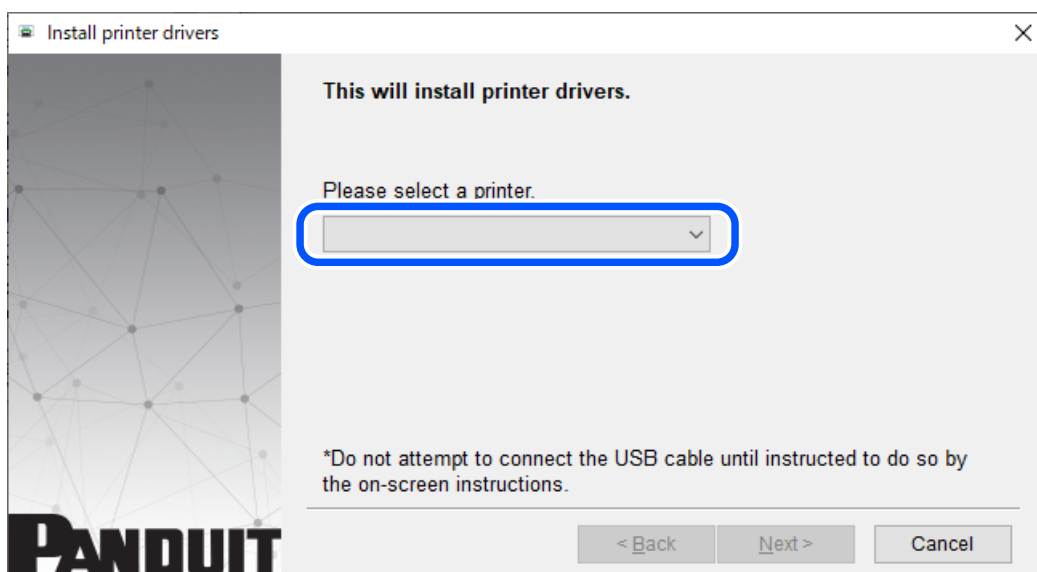 Install printer drivers
This will install printer drivers.
Please select a printer.
*Do not attempt to connect the USB cable until instructed to do so by
the on-screen instructions.
PANDUIT
< Back
Next >
Cancel